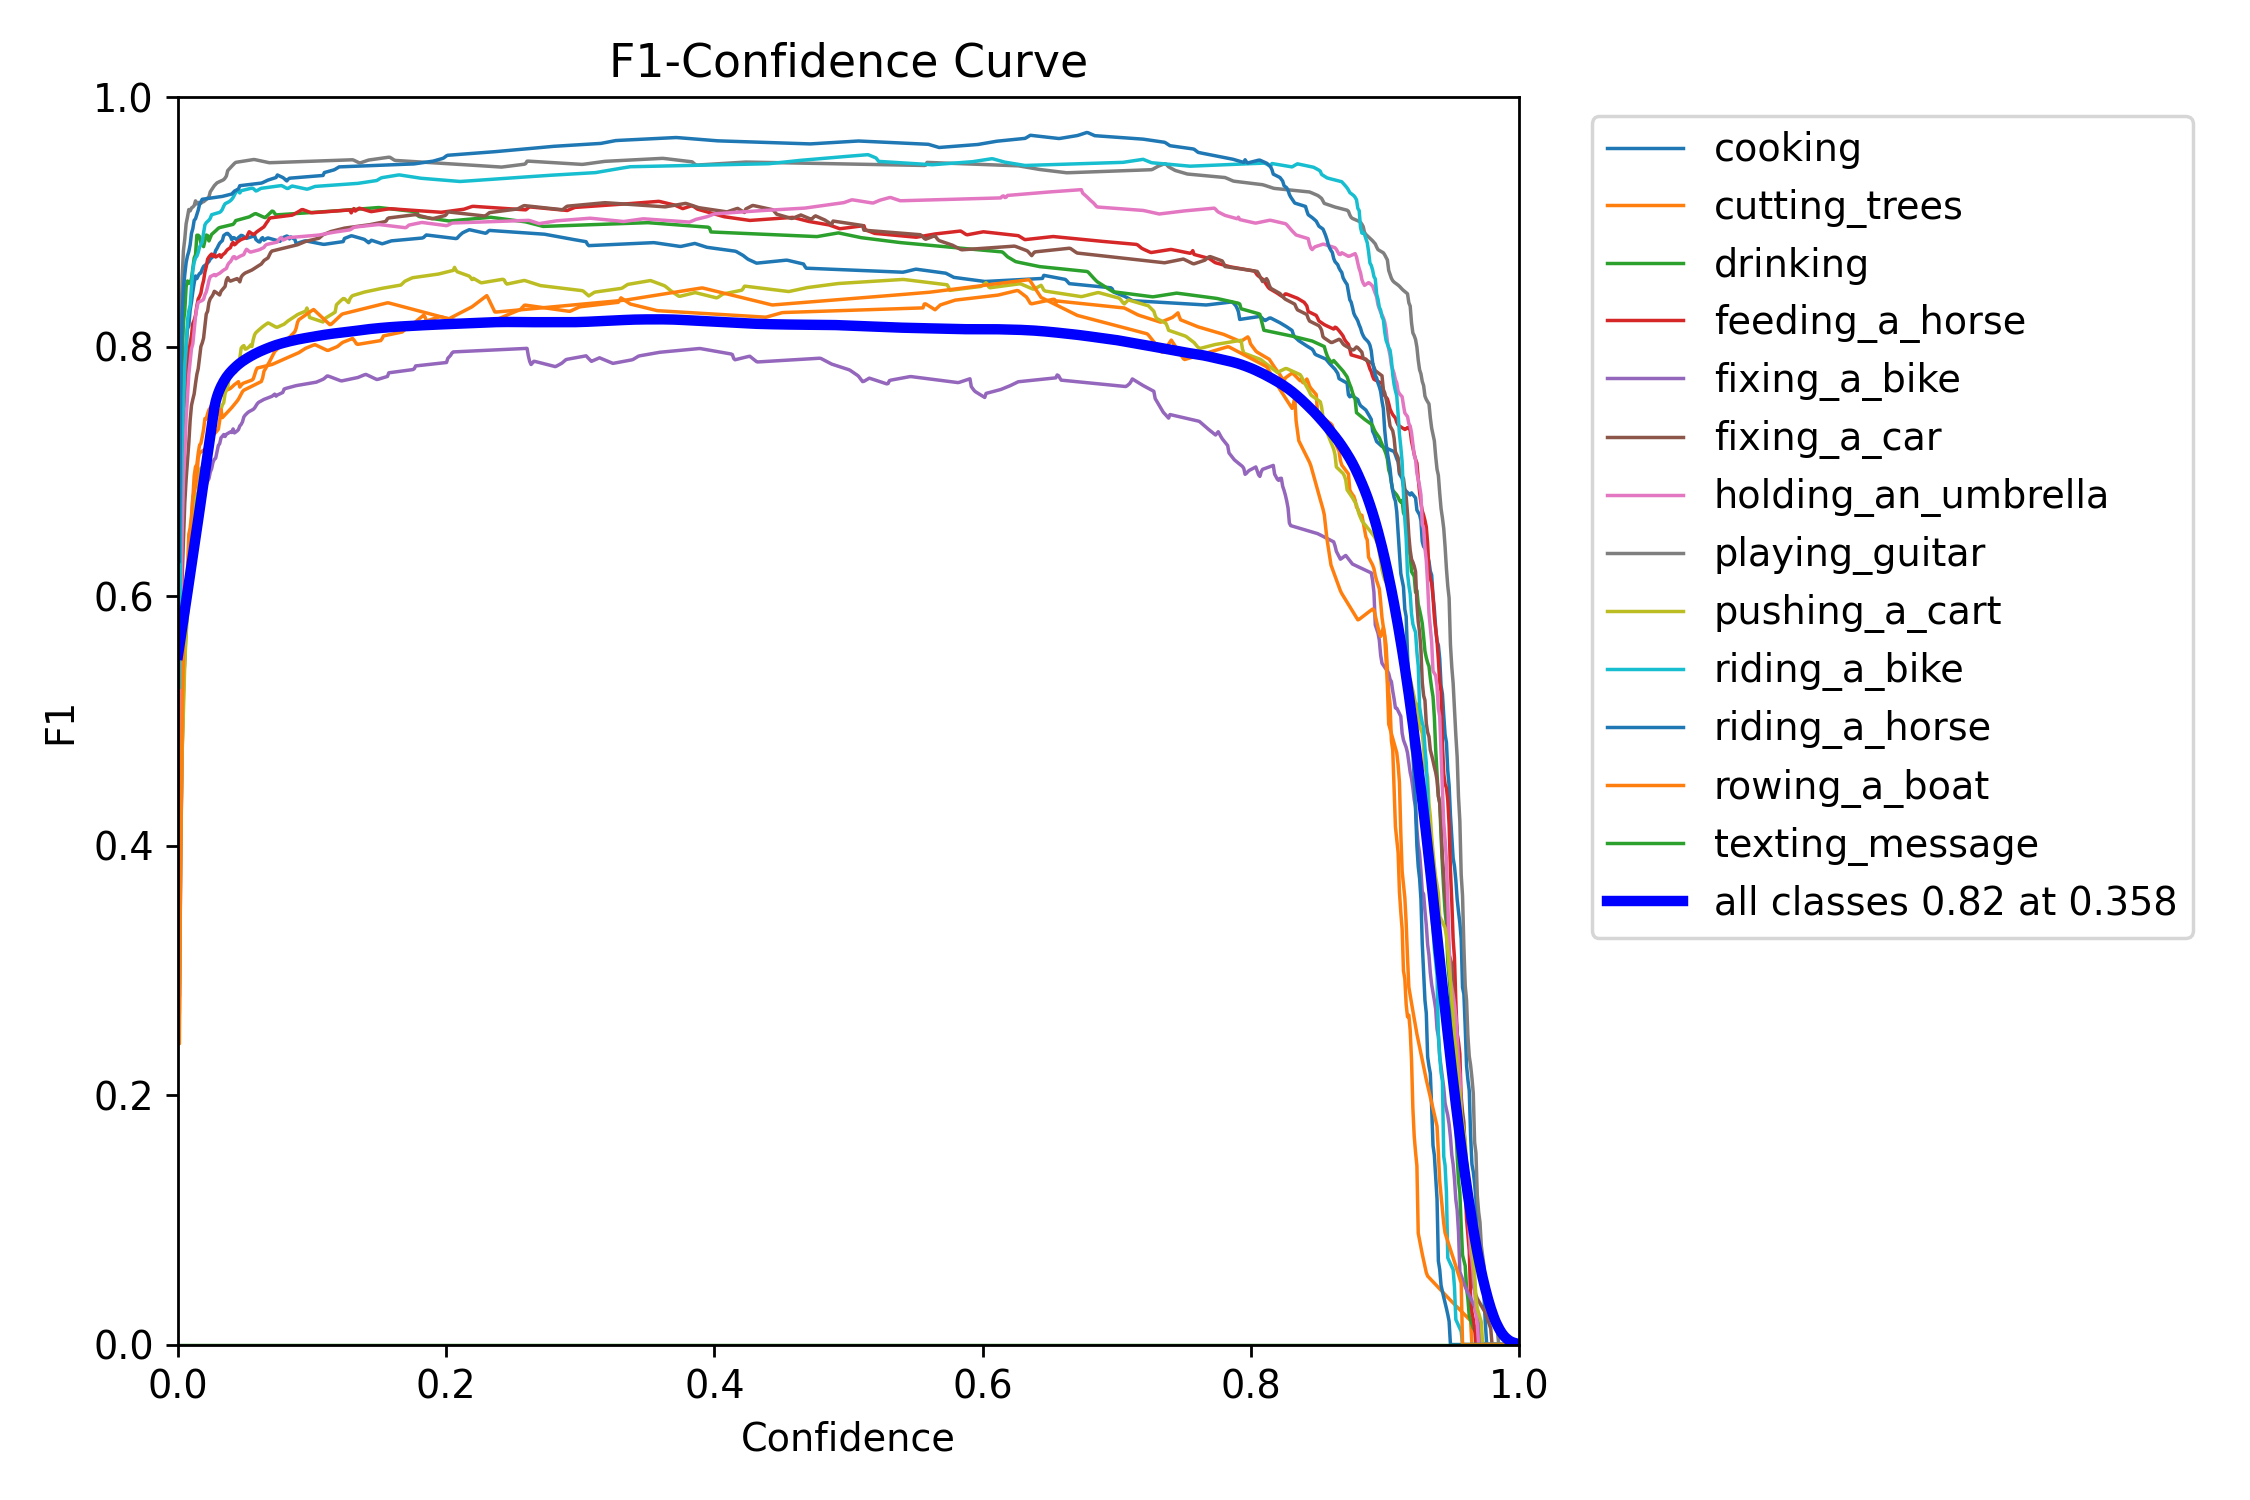 F1-Confidence Curve
1.0
0.8
0.6
0.4
0.2
0.0
F1
0.0 0.2 0.4 0.6 0.8 1.0
Confidence
cooking
cutting_trees
drinking
feeding_a_horse
fixing_a_bike
fixing_a_car
holding_an_umbrella
playing_guitar
pushing_a_cart
riding_a_bike
riding_a_horse
rowing_a_boat
texting_message
all classes 0.82 at 0.358